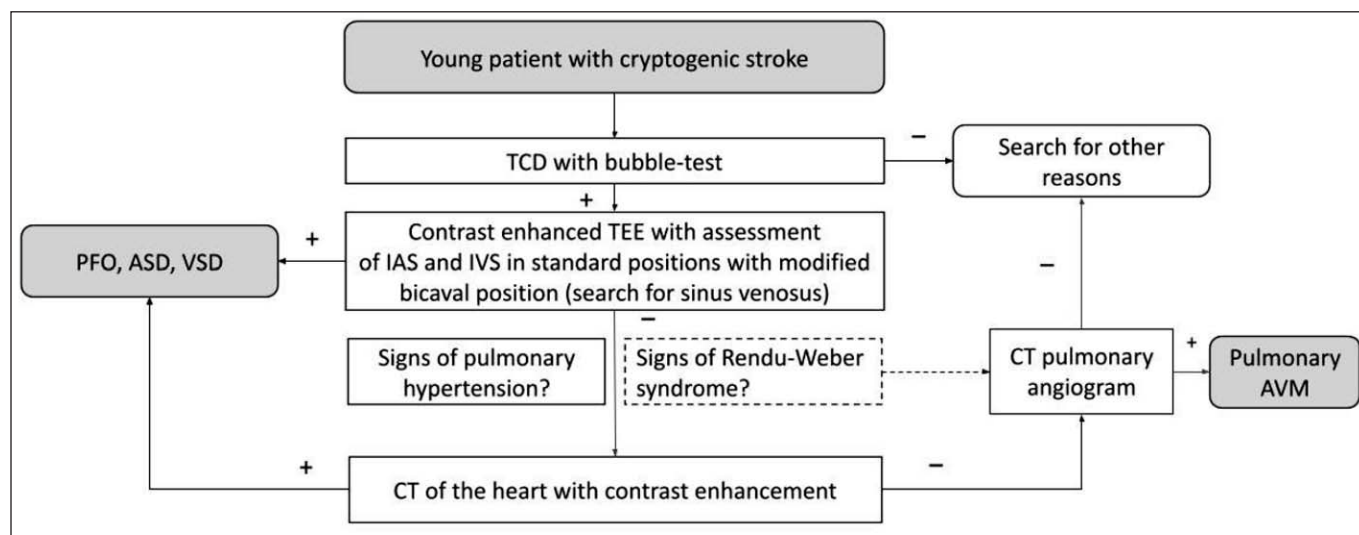 Young patient with cryptogenic stroke
−
TCD with bubble-test
Search for other
reasons
+
+
Contrast enhanced TEE with assessment
of IAS and IVS in standard positions with modified
bicaval position (search for sinus venosus)
PFO, ASD, VSD
−
−
Signs of pulmonary
hypertension?
Signs of Rendu-Weber
syndrome?
CT pulmonary
angiogram
+
Pulmonary
AVM
+
CT of the heart with contrast enhancement
−